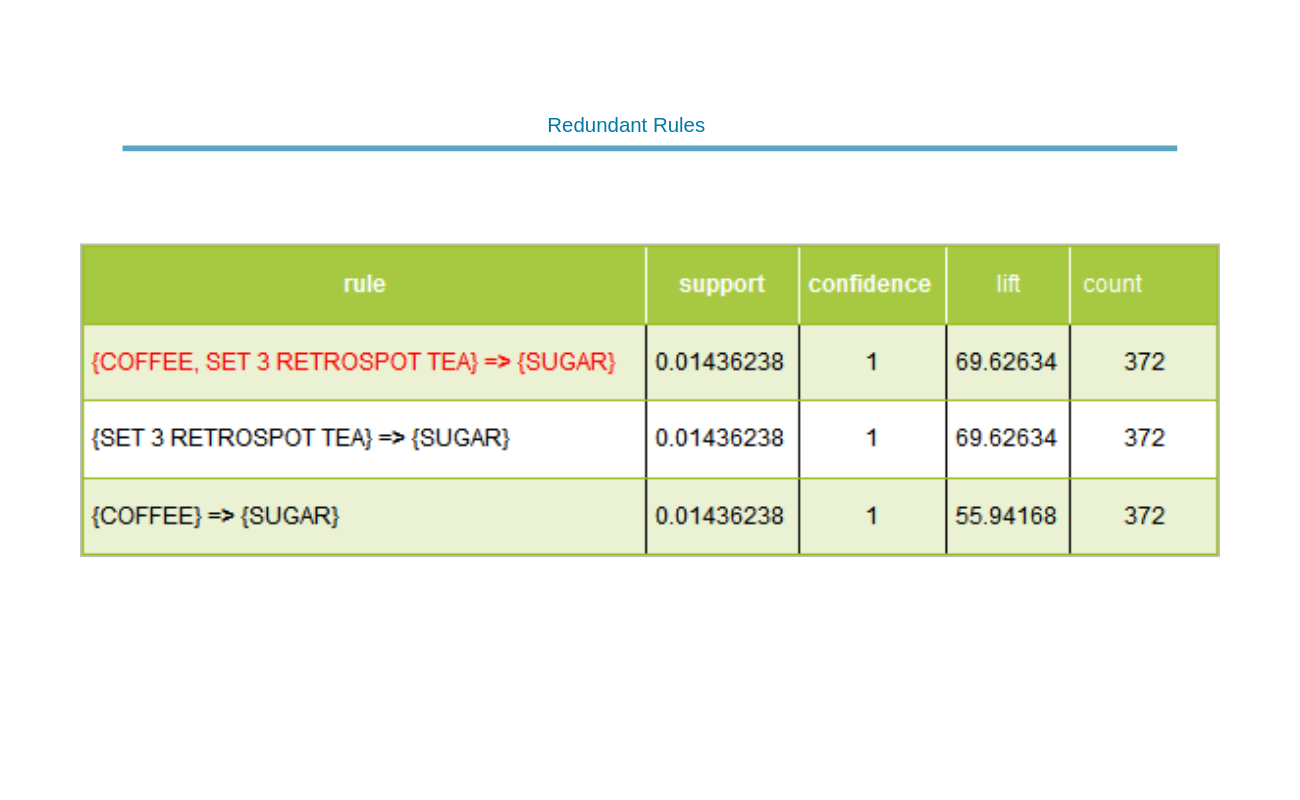 Redundant Rules
rule support confidence lift count
{COFFEE, SET 3 RETROSPOT TEA} => {SUGAR} 0.01436238 1 69.62634 372
{SET 3 RETROSPOT TEA} => {SUGAR} 0.01436238 1 69.62634 372
{COFFEE} => {SUGAR} 0.01436238 1 55.94168 372